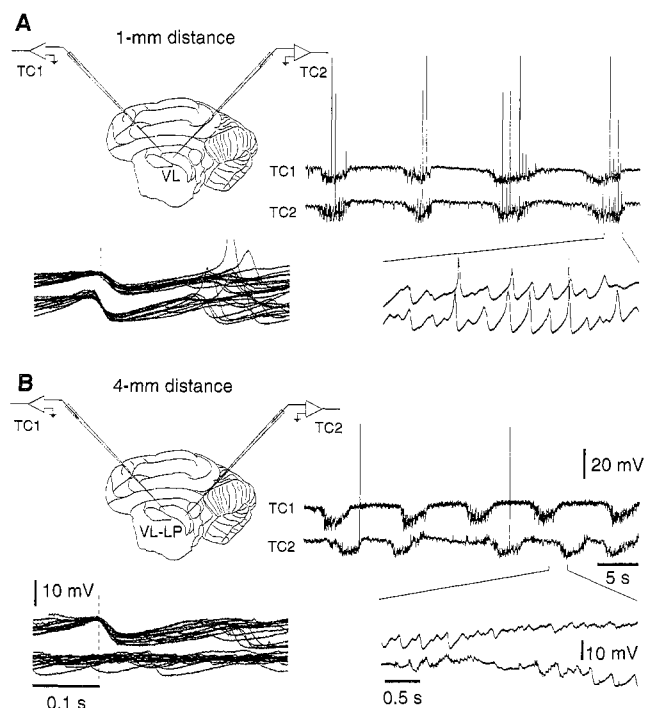 A
1-mm distance
TC1
TC2
VL
TC1
TC2
B
4-mm distance
TC1
TC2
VL-LP
20 mV
TC1
TC2
5 s
10 mV
10 mV
0.1 s
0.5 s